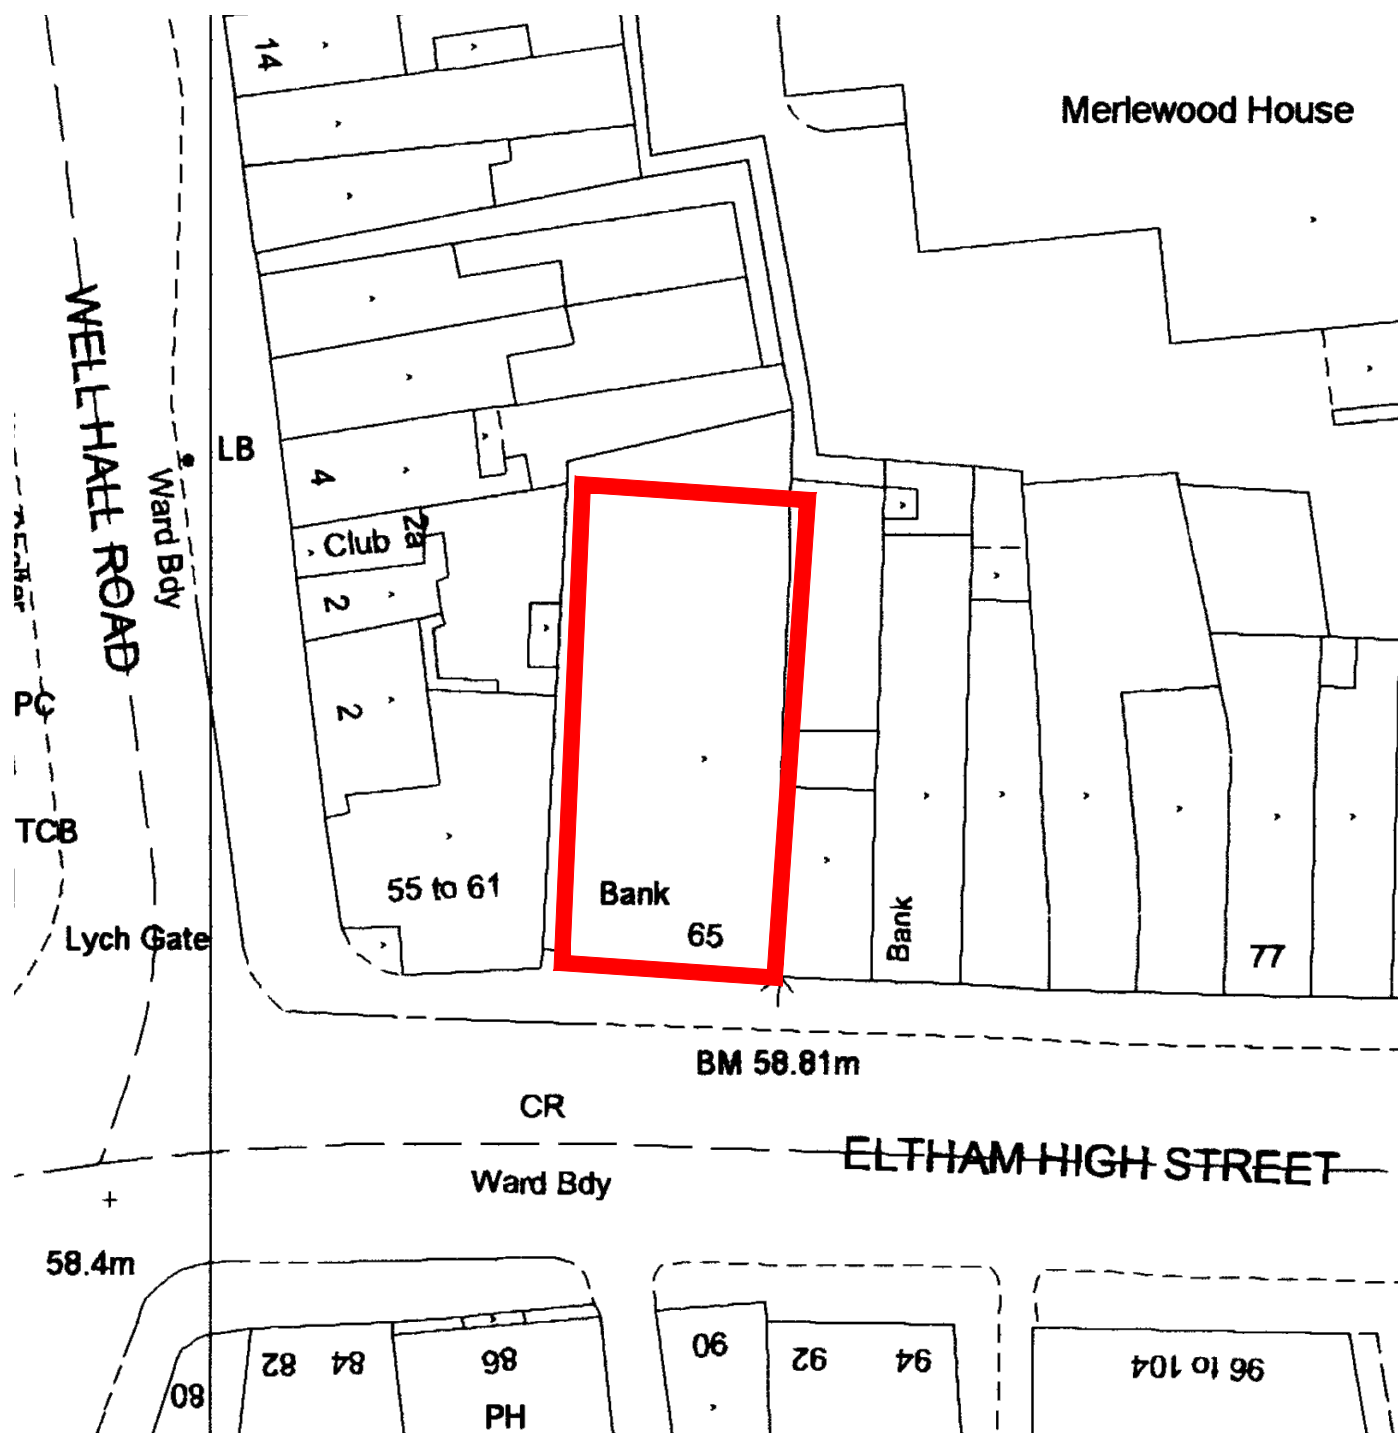 14
Merlewood House
WELL HALL ROAD
LB
Ward Bdy
4
Club
2a
2
2
PC
TCB
55 to 61
Bank
65
Bank
Lych Gate
77
BM 58.81m
CR
ELTHAM HIGH STREET
Ward Bdy
58.4m
80
82
84
86
PH
90
92
94
96 to 104